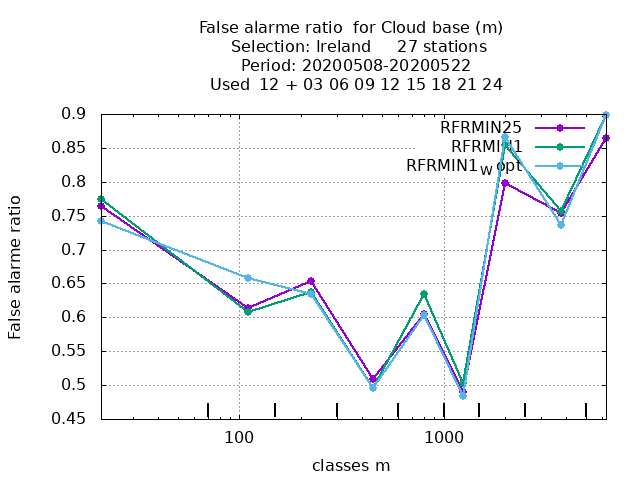 False alarme ratio  for Cloud base (m)
Selection: Ireland     27 stations
Period: 20200508-20200522
Used  12 + 03 06 09 12 15 18 21 24
0.9
0.85
0.8
0.75
0.7
0.65
0.6
0.55
0.5
0.45
False alarme ratio
RFRMIN25
RFRMIN1
RFRMIN1_W opt
100 1000
classes m